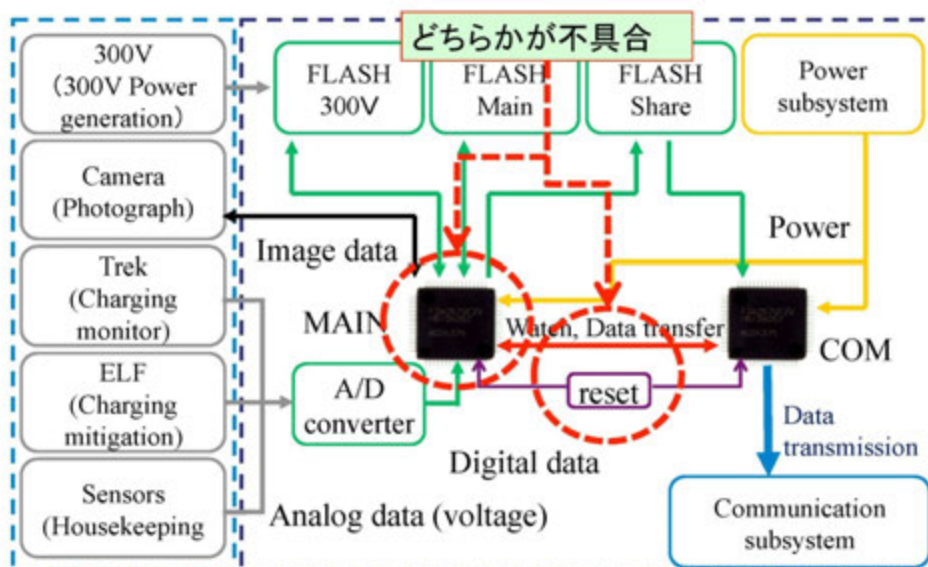 どちらかが不具合
300V
(300V Power
generation)
FLASH
300V
FLASH
Main
FLASH
Share
Power
subsystem
Camera
(Photograph)
Image data
Power
Trek
(Charging
monitor)
MAIN
Watch, Data transfer
COM
ELF
(Charging
mitigation)
A/D
converter
reset
Data
transmission
Digital data
Sensors
(Housekeeping
Analog data (voltage)
Communication
subsystem